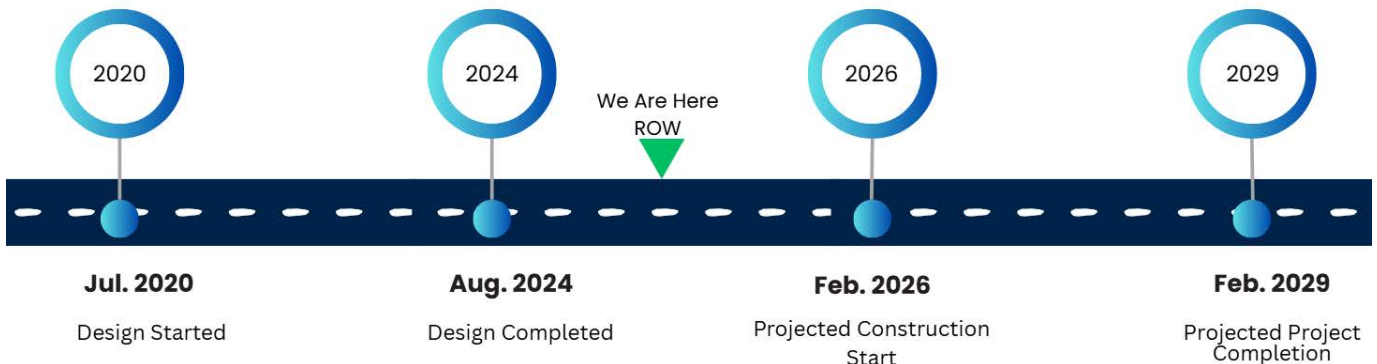 2020
2024
We Are Here
ROW
2026
2029
Jul. 2020
Design Started
Aug. 2024
Design Completed
Feb. 2026
Projected Construction
Start
Feb. 2029
Projected Project
Completion